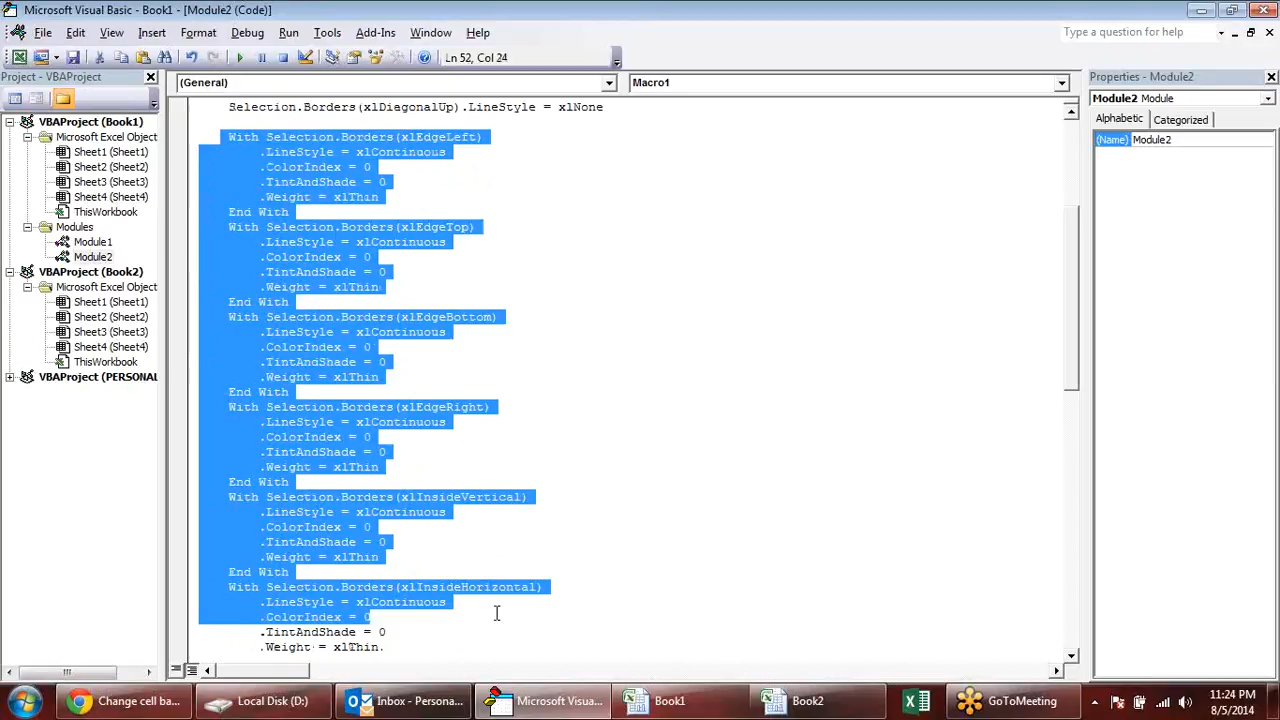 Microsoft Visual Basic - Book1 - [Module2 (Code)]
File Edit View Insert Format Debug Run Tools Add-Ins Window Help
Type a question for help
Ln 52, Col 24
Project - VBAProject
(General)
Macro1
Properties - Module2
Module2 Module
Alphabetic Categorized
(Name) Module2
VBAProject (Book1)
Microsoft Excel Object
Sheet1 (Sheet1)
Sheet2 (Sheet2)
Sheet3 (Sheet3)
Sheet4 (Sheet4)
ThisWorkbook
Modules
Module1
Module2
VBAProject (Book2)
Microsoft Excel Object
Sheet1 (Sheet1)
Sheet2 (Sheet2)
Sheet3 (Sheet3)
Sheet4 (Sheet4)
ThisWorkbook
VBAProject (PERSONAL
Selection.Borders(xlDiagonalUp).LineStyle = xlNone
With Selection.Borders(xlEdgeLeft)
.LineStyle = xlContinuous
.ColorIndex = 0
.TintAndShade = 0
.Weight = xlThin
End With
With Selection.Borders(xlEdgeTop)
.LineStyle = xlContinuous
.ColorIndex = 0
.TintAndShade = 0
.Weight = xlThin
End With
With Selection.Borders(xlEdgeBottom)
.LineStyle = xlContinuous
.ColorIndex = 0
.TintAndShade = 0
.Weight = xlThin
End With
With Selection.Borders(xlEdgeRight)
.LineStyle = xlContinuous
.ColorIndex = 0
.TintAndShade = 0
.Weight = xlThin
End With
With Selection.Borders(xlInsideVertical)
.LineStyle = xlContinuous
.ColorIndex = 0
.TintAndShade = 0
.Weight = xlThin
End With
With Selection.Borders(xlInsideHorizontal)
.LineStyle = xlContinuous
.ColorIndex = 0
.TintAndShade = 0
.Weight = xlThin
Change cell ba... Local Disk (D:) Inbox - Persona... Microsoft Visua... Book1 Book2 GoToMeeting
11:24 PM
8/5/2014